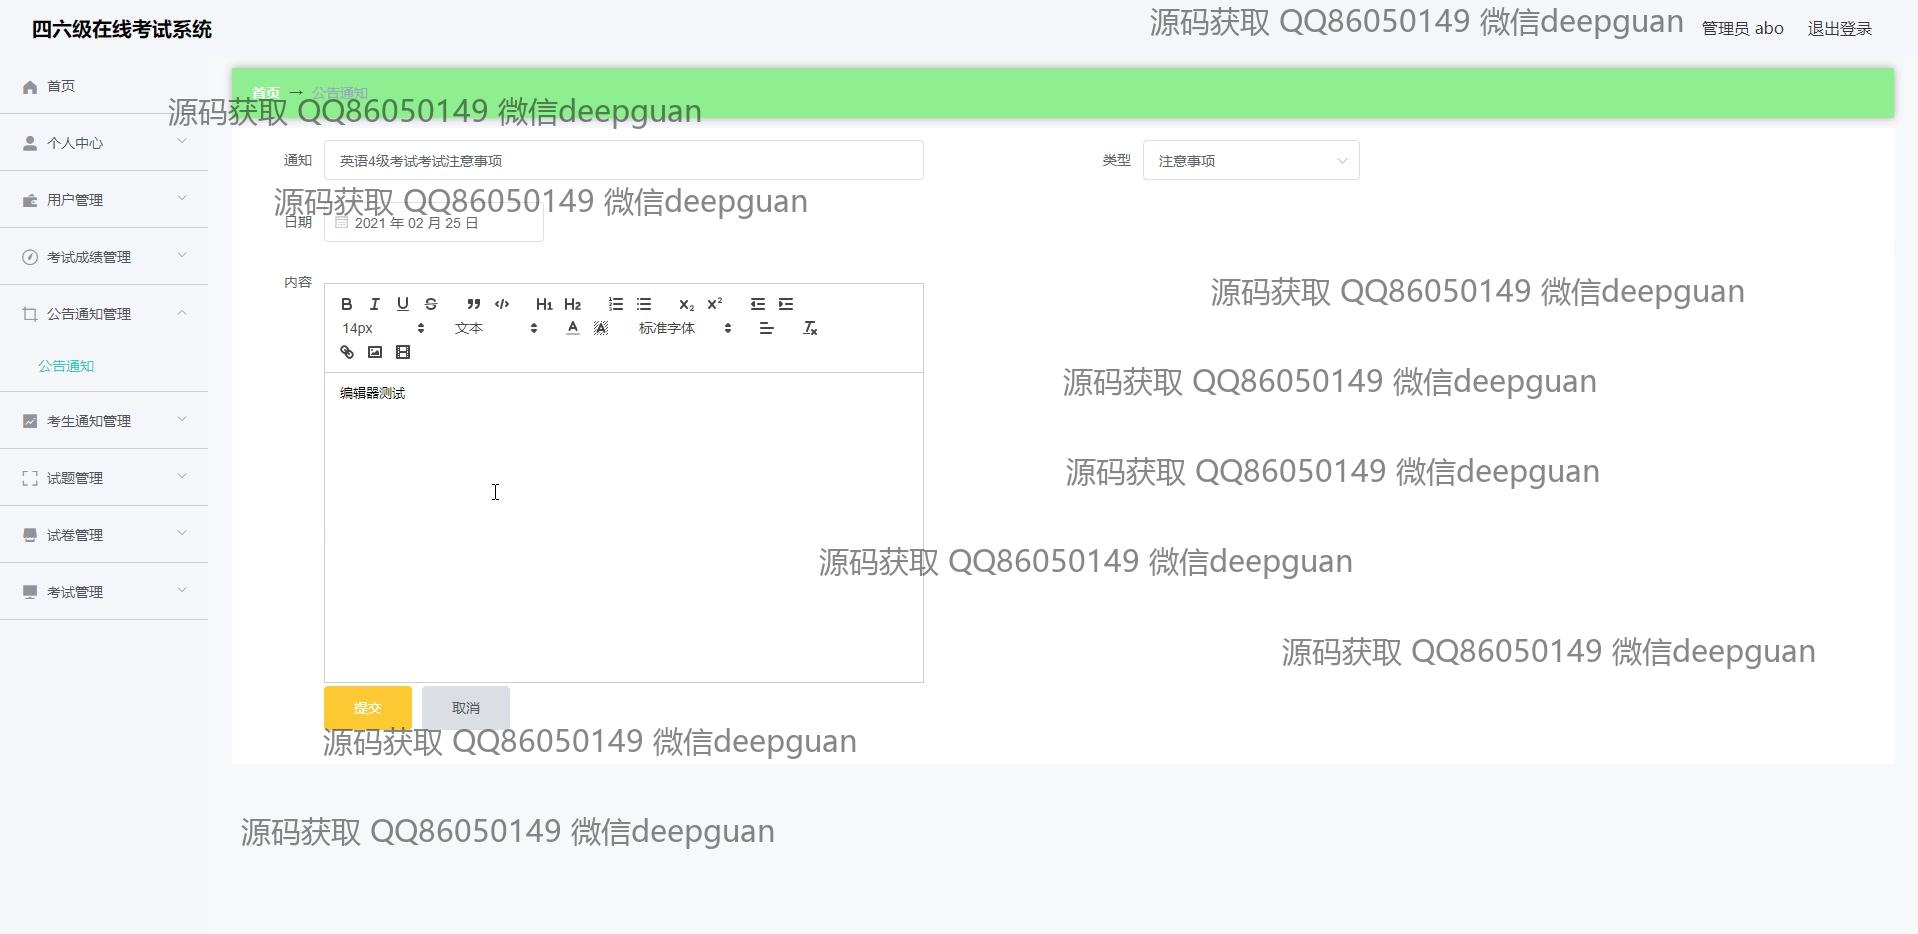 四六级在线考试系统
源码获取 QQ86050149 微信deepguan
管理员 abo
退出登录
首页
首页 → 公告通知
源码获取 QQ86050149 微信deepguan
个人中心
通知 英语4级考试考试注意事项
类型 注意事项
用户管理
源码获取 QQ86050149 微信deepguan
日期 2021 年 02 月 25 日
考试成绩管理
内容
源码获取 QQ86050149 微信deepguan
B I U S H1 H2 X2 X2
公告通知管理
14px 文本 A A 标准字体 Tx
公告通知
源码获取 QQ86050149 微信deepguan
编辑器测试
考生通知管理
源码获取 QQ86050149 微信deepguan
试题管理
试卷管理
源码获取 QQ86050149 微信deepguan
考试管理
源码获取 QQ86050149 微信deepguan
提交
取消
源码获取 QQ86050149 微信deepguan
源码获取 QQ86050149 微信deepguan